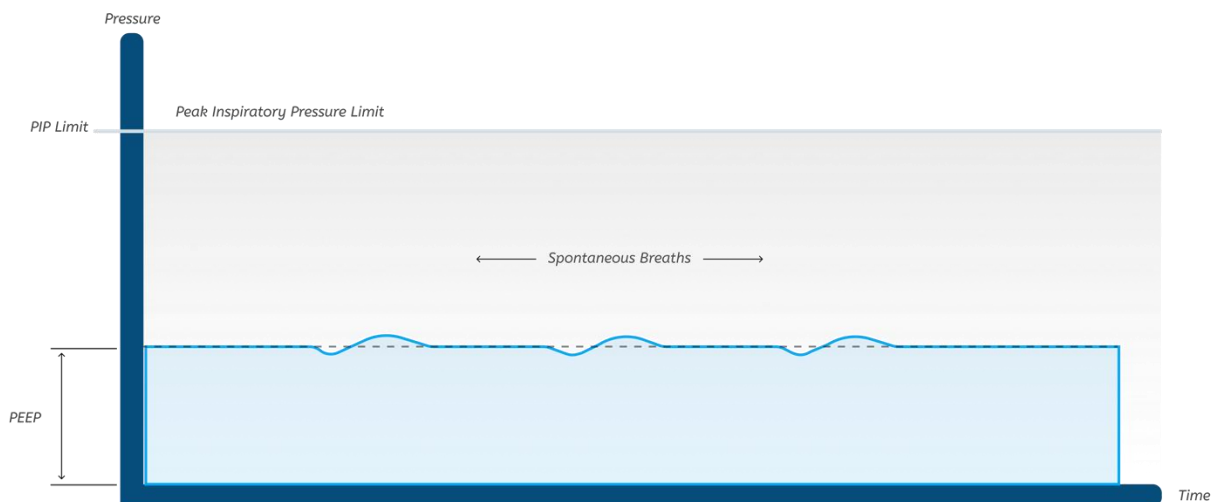 Pressure
Peak Inspiratory Pressure Limit
PIP Limit
Spontaneous Breaths
PEEP
Time